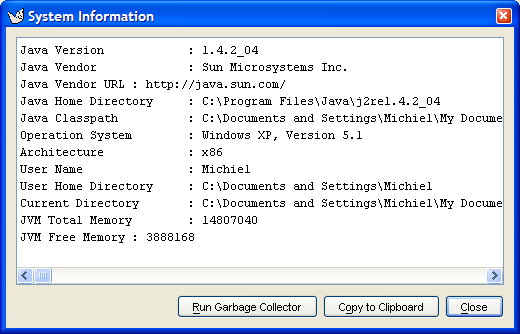 System Information
Java Version : 1.4.2_04
Java Vendor : Sun Microsystems Inc.
Java Vendor URL : http://java.sun.com/
Java Home Directory : C:\Program Files\Java\j2re1.4.2_04
Java Classpath : C:\Documents and Settings\Michiel\My Docume
Operation System : Windows XP, Version 5.1
Architecture : x86
User Name : Michiel
User Home Directory : C:\Documents and Settings\Michiel
Current Directory : C:\Documents and Settings\Michiel\My Docume
JVM Total Memory : 14807040
JVM Free Memory : 3888168
Run Garbage Collector Copy to Clipboard Close